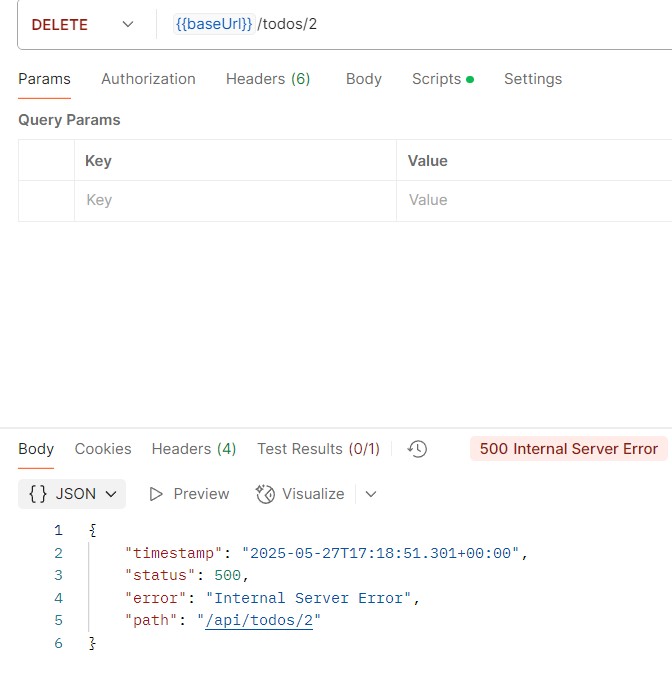 DELETE {{baseUrl}}/todos/2
Params Authorization Headers (6) Body Scripts Settings
Query Params
Key Value
Key Value
Body Cookies Headers (4) Test Results (0/1) 500 Internal Server Error
{} JSON Preview Visualize
1 {
2 "timestamp": "2025-05-27T17:18:51.301+00:00",
3 "status": 500,
4 "error": "Internal Server Error",
5 "path": "/api/todos/2"
6 }